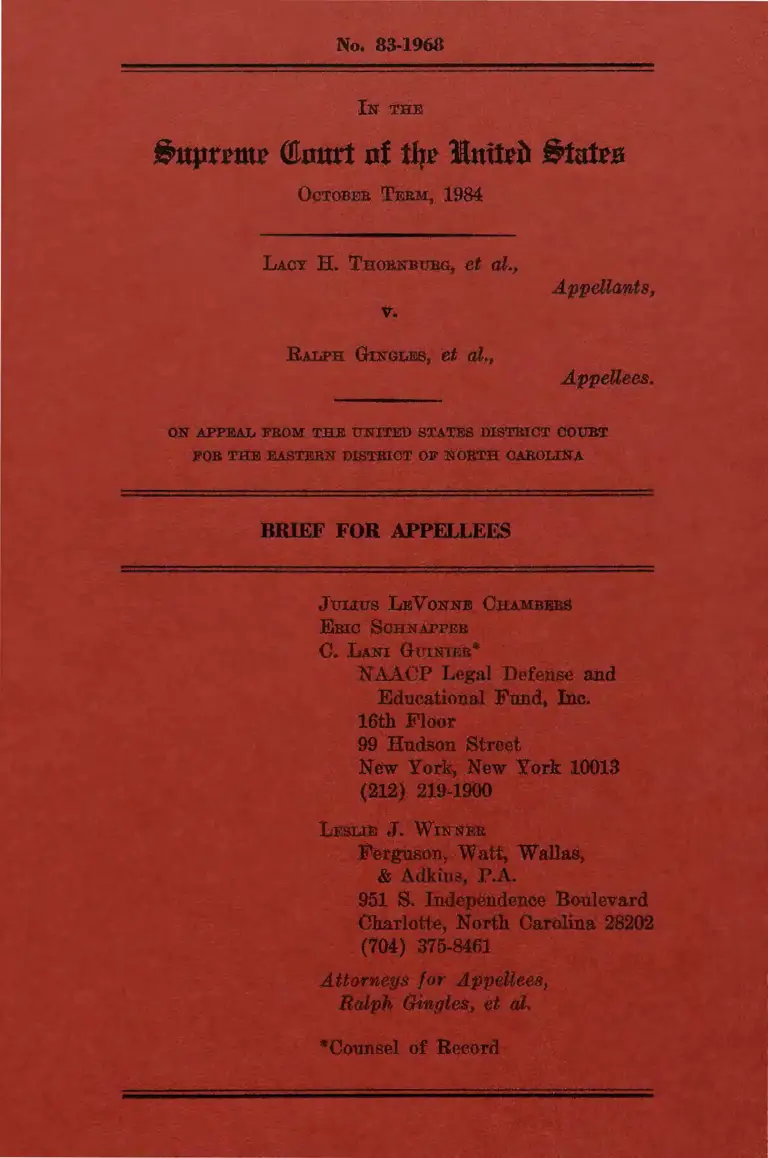 No. 83-1968
IN THE
Supreme Court of the United States
OCTOBER TERM, 1984
LACY H. THORNBURG, et al.,
Appellants,
v.
RALPH GINGLES, et al.,
Appellees.
ON APPEAL FROM THE UNITED STATES DISTRICT COURT
FOR THE EASTERN DISTRICT OF NORTH CAROLINA
BRIEF FOR APPELLEES
JULIUS LEVONNE CHAMBERS
ERIC SCHNAPPER
C. LANI GUINIER*
NAACP Legal Defense and
Educational Fund, Inc.
16th Floor
99 Hudson Street
New York, New York 10013
(212) 219-1900
LESLIE J. WINNER
Ferguson, Watt, Wallas,
& Adkins, P.A.
951 S. Independence Boulevard
Charlotte, North Carolina 28202
(704) 375-8461
Attorneys for Appellees,
Ralph Gingles, et al.
*Counsel of Record